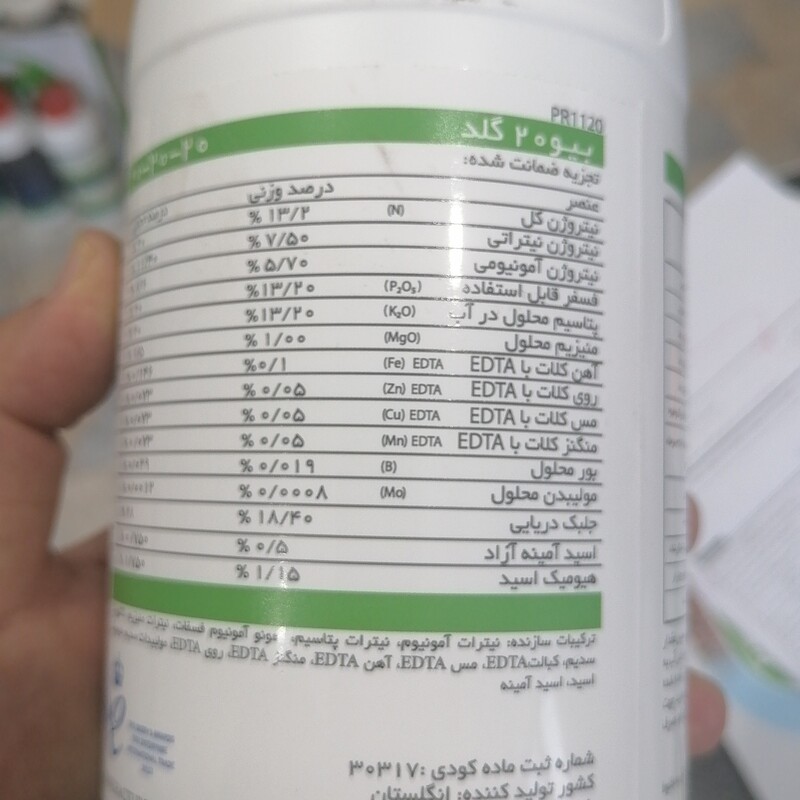 PR1120
بیو۲۰ گلد
۲۰-۲۰-۲۰
تجزیه ضمانت شده:
عنصر درصد وزنی
نیتروژن کل (N) % ۱۳/۲
نیتروژن نیتراتی % ۷/۵۰
نیتروژن آمونیومی % ۵/۷۰
فسفر قابل استفاده (P₂O₅) %۱۳/۲۰
پتاسیم محلول در آب (K₂O) %۱۳/۲۰
منیزیم محلول (MgO) % ۱/۰۰
آهن کلات با EDTA (Fe) EDTA %۰/۱
روی کلات با EDTA (Zn) EDTA % ۰/۰۵
مس کلات با EDTA (Cu) EDTA % ۰/۰۵
منگنز کلات با EDTA (Mn) EDTA % ۰/۰۵
بور محلول (B) % ۰/۰۱۹
مولیبدن محلول (Mo) % ۰/۰۰۰۸
جلبک دریایی % ۱۸/۴۰
اسید آمینه آزاد % ۰/۵
هیومیک اسید % ۱/۱۵
ترکیبات سازنده: نیترات آمونیوم، نیترات پتاسیم، مونو آمونیوم فسفات، نیترات
سدیم، کبالتEDTA، مس EDTA، آهن EDTA، منگنز EDTA، روی EDTA، مولیبدات
اسید، اسید آمینه
شماره ثبت ماده کودی :۳۰۳۱۷
کشور تولید کننده: انگلستان